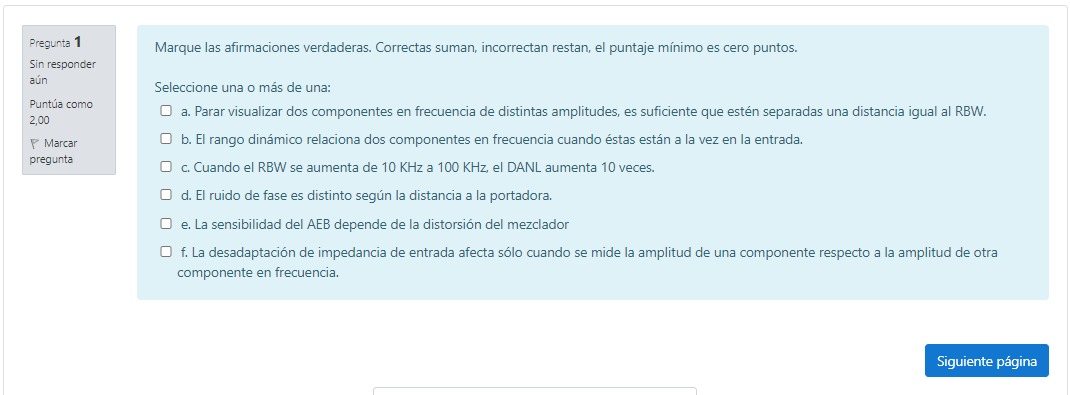 Pregunta 1
Sin responder
aún
Puntúa como
2,00
Marcar
pregunta
Marque las afirmaciones verdaderas. Correctas suman, incorrectan restan, el puntaje mínimo es cero puntos.
Seleccione una o más de una:
a. Parar visualizar dos componentes en frecuencia de distintas amplitudes, es suficiente que estén separadas una distancia igual al RBW.
b. El rango dinámico relaciona dos componentes en frecuencia cuando éstas están a la vez en la entrada.
c. Cuando el RBW se aumenta de 10 KHz a 100 KHz, el DANL aumenta 10 veces.
d. El ruido de fase es distinto según la distancia a la portadora.
e. La sensibilidad del AEB depende de la distorsión del mezclador
f. La desadaptación de impedancia de entrada afecta sólo cuando se mide la amplitud de una componente respecto a la amplitud de otra
componente en frecuencia.
Siguiente página